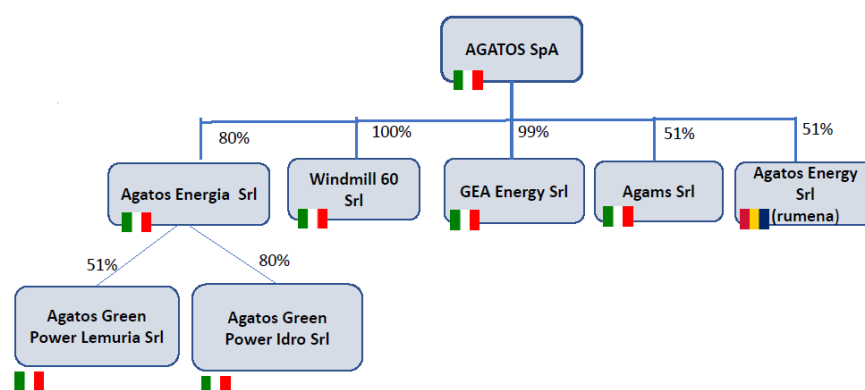 AGATOS SpA
80%
100%
99%
51%
51%
Agatos Energia Srl
Windmill 60
Srl
GEA Energy Srl
Agams Srl
Agatos Energy
Srl
(rumena)
51%
80%
Agatos Green
Power Lemuria Srl
Agatos Green
Power Idro Srl